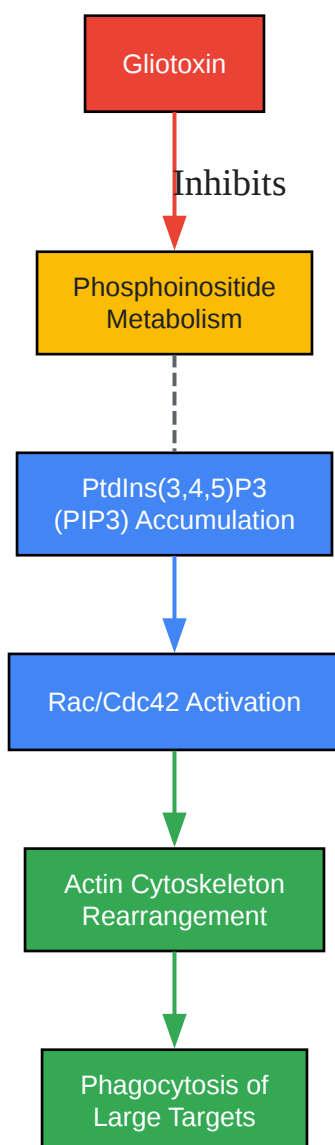 Gliotoxin
Inhibits
Phosphoinositide
Metabolism
PtdIns(3,4,5)P3
(PIP3) Accumulation
Rac/Cdc42 Activation
Actin Cytoskeleton
Rearrangement
Phagocytosis of
Large Targets